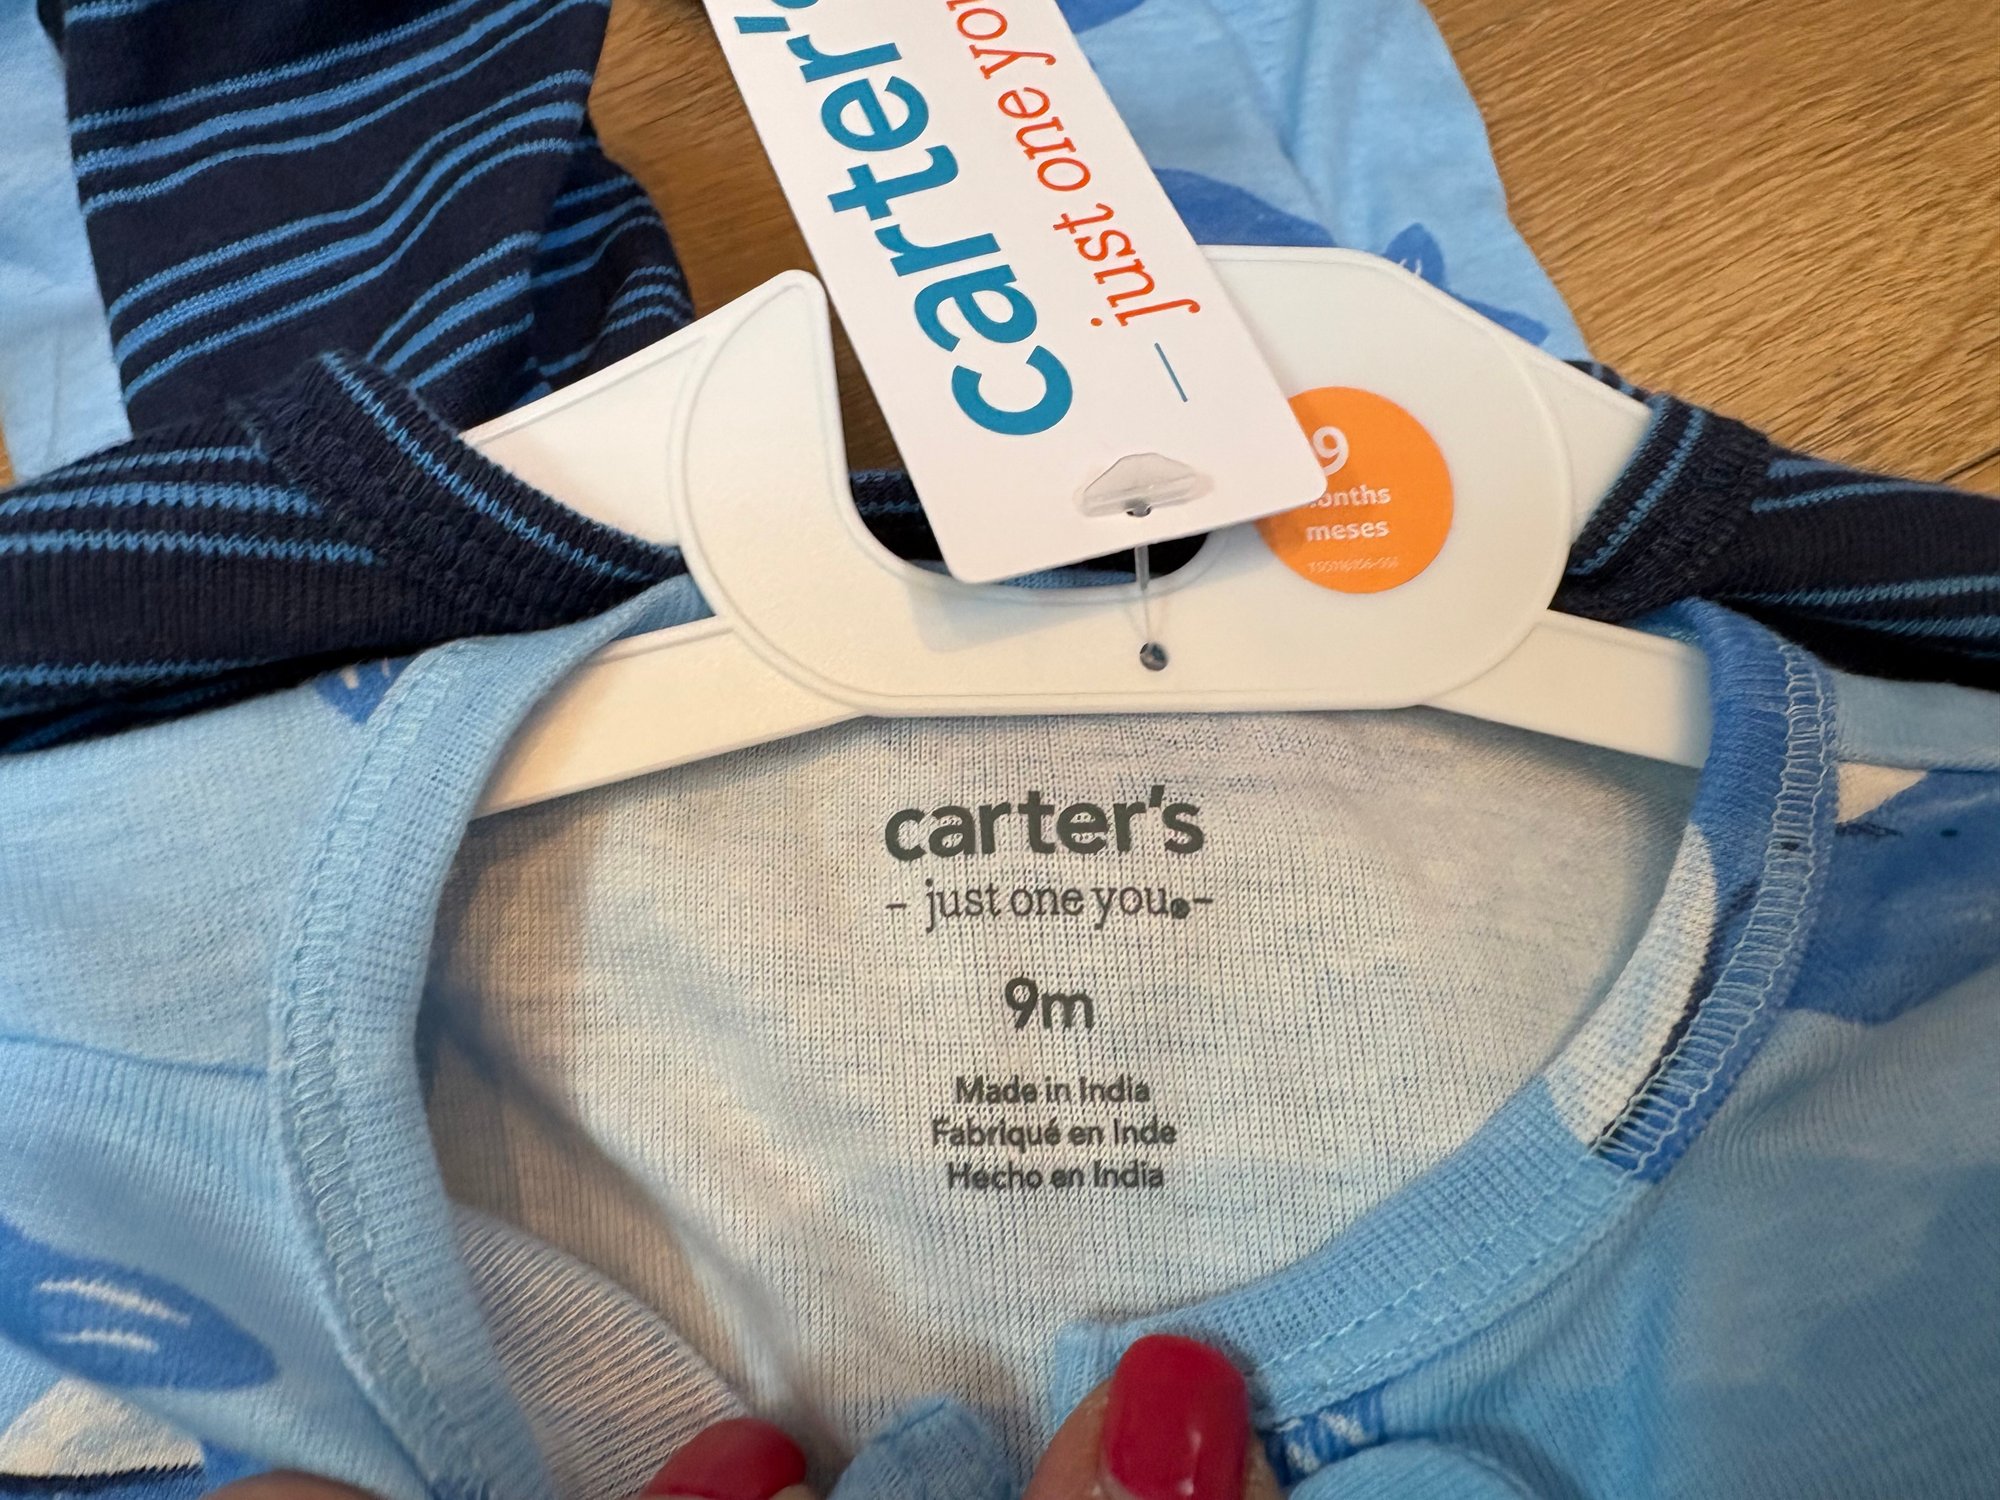 carter's
just one you
9
months
meses
carter's
- just one you.® -
9m
Made in India
Fabriqué en Inde
Hecho en India